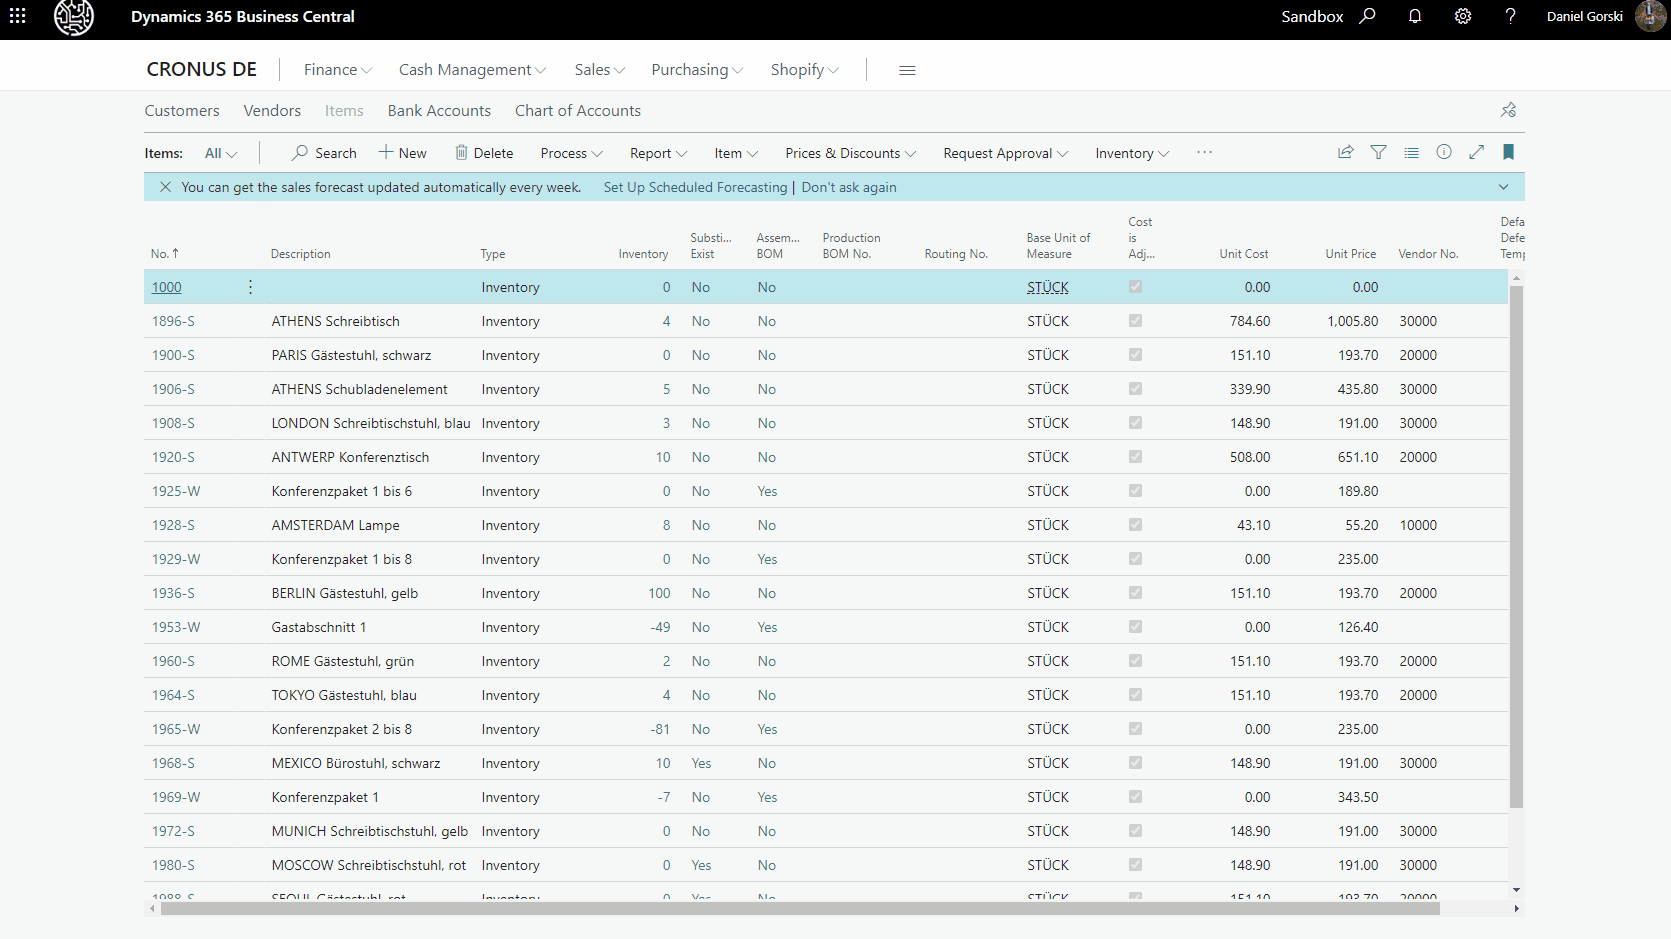 Dynamics 365 Business Central Sandbox ? Daniel Gorski
CRONUS DE Finance Cash Management Sales Purchasing Shopify
Customers Vendors Items Bank Accounts Chart of Accounts
Items: All Search New Delete Process Report Item Prices & Discounts Request Approval Inventory ...
You can get the sales forecast updated automatically every week. Set Up Scheduled Forecasting | Don't ask again
No. ↑ Description Type Inventory Substi... Exist Assem... BOM Production BOM No. Routing No. Base Unit of Measure Cost is Adj... Unit Cost Unit Price Vendor No. Defa Defe Temp
1000 Inventory 0 No No STÜCK 0.00 0.00
1896-S ATHENS Schreibtisch Inventory 4 No No STÜCK 784.60 1,005.80 30000
1900-S PARIS Gästestuhl, schwarz Inventory 0 No No STÜCK 151.10 193.70 20000
1906-S ATHENS Schubladenelement Inventory 5 No No STÜCK 339.90 435.80 30000
1908-S LONDON Schreibtischstuhl, blau Inventory 3 No No STÜCK 148.90 191.00 30000
1920-S ANTWERP Konferenztisch Inventory 10 No No STÜCK 508.00 651.10 20000
1925-W Konferenzpaket 1 bis 6 Inventory 0 No Yes STÜCK 0.00 189.80
1928-S AMSTERDAM Lampe Inventory 8 No No STÜCK 43.10 55.20 10000
1929-W Konferenzpaket 1 bis 8 Inventory 0 No Yes STÜCK 0.00 235.00
1936-S BERLIN Gästestuhl, gelb Inventory 100 No No STÜCK 151.10 193.70 20000
1953-W Gastabschnitt 1 Inventory -49 No Yes STÜCK 0.00 126.40
1960-S ROME Gästestuhl, grün Inventory 2 No No STÜCK 151.10 193.70 20000
1964-S TOKYO Gästestuhl, blau Inventory 4 No No STÜCK 151.10 193.70 20000
1965-W Konferenzpaket 2 bis 8 Inventory -81 No Yes STÜCK 0.00 235.00
1968-S MEXICO Bürostuhl, schwarz Inventory 10 Yes No STÜCK 148.90 191.00 30000
1969-W Konferenzpaket 1 Inventory -7 No Yes STÜCK 0.00 343.50
1972-S MUNICH Schreibtischstuhl, gelb Inventory 0 No No STÜCK 148.90 191.00 30000
1980-S MOSCOW Schreibtischstuhl, rot Inventory 0 Yes No STÜCK 148.90 191.00 30000
1988-S SEOUL Gästestuhl, rot Inventory 0 Yes No STÜCK 151.10 193.70 20000